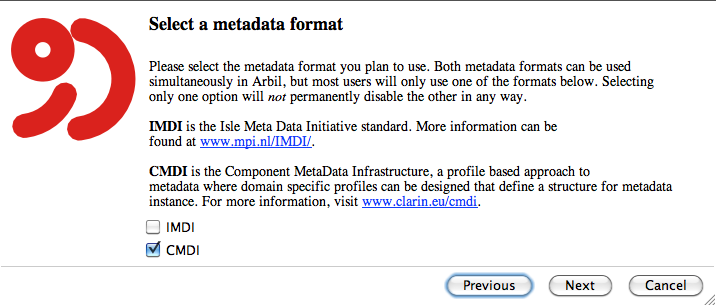 Select a metadata format
Please select the metadata format you plan to use. Both metadata formats can be used
simultaneously in Arbil, but most users will only use one of the formats below. Selecting
only one option will not permanently disable the other in any way.
IMDI is the Isle Meta Data Initiative standard. More information can be
found at www.mpi.nl/IMDI/.
CMDI is the Component MetaData Infrastructure, a profile based approach to
metadata where domain specific profiles can be designed that define a structure for metadata
instance. For more information, visit www.clarin.eu/cmdi.
IMDI
CMDI
Previous Next Cancel